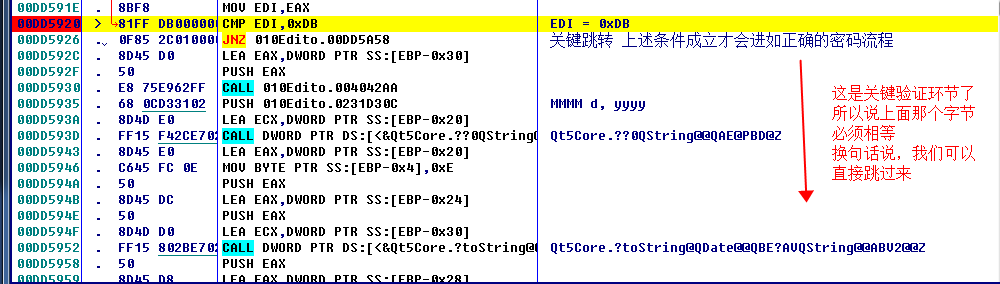 00DD591E . 8BF8 MOV EDI,EAX
00DD5920 > 81FF DB000000 CMP EDI,0xDB EDI = 0xDB
00DD5926 . 0F85 2C010000 JNZ 010Edito.00DD5A58 关键跳转 上述条件成立才会进如正确的密码流程
00DD592C . 8D45 D0 LEA EAX,DWORD PTR SS:[EBP-0x30]
00DD592F . 50 PUSH EAX
00DD5930 . E8 75E962FF CALL 010Edito.004042AA
00DD5935 . 68 0CD33102 PUSH 010Edito.0231D30C MMMM d, yyyy
00DD593A . 8D4D E0 LEA ECX,DWORD PTR SS:[EBP-0x20]
00DD593D . FF15 F42CE702 CALL DWORD PTR DS:[<&Qt5Core.??0QString@ Qt5Core.??0QString@@QAE@PBD@Z
00DD5943 . 8D45 E0 LEA EAX,DWORD PTR SS:[EBP-0x20]
00DD5946 . C645 FC 0E MOV BYTE PTR SS:[EBP-0x4],0xE
00DD594A . 50 PUSH EAX
00DD594B . 8D45 DC LEA EAX,DWORD PTR SS:[EBP-0x24]
00DD594E . 50 PUSH EAX
00DD594F . 8D4D D0 LEA ECX,DWORD PTR SS:[EBP-0x30]
00DD5952 . FF15 802BE702 CALL DWORD PTR DS:[<&Qt5Core.?toString@ Qt5Core.?toString@QDate@@QBE?AVQString@@ABV2@@Z
00DD5958 . 50 PUSH EAX
00DD5959 . 8D45 D8 LEA EAX,DWORD PTR SS:[EBP-0x28]
这是关键验证环节了
所以说上面那个字节
必须相等
换句话说，我们可以
直接跳过来